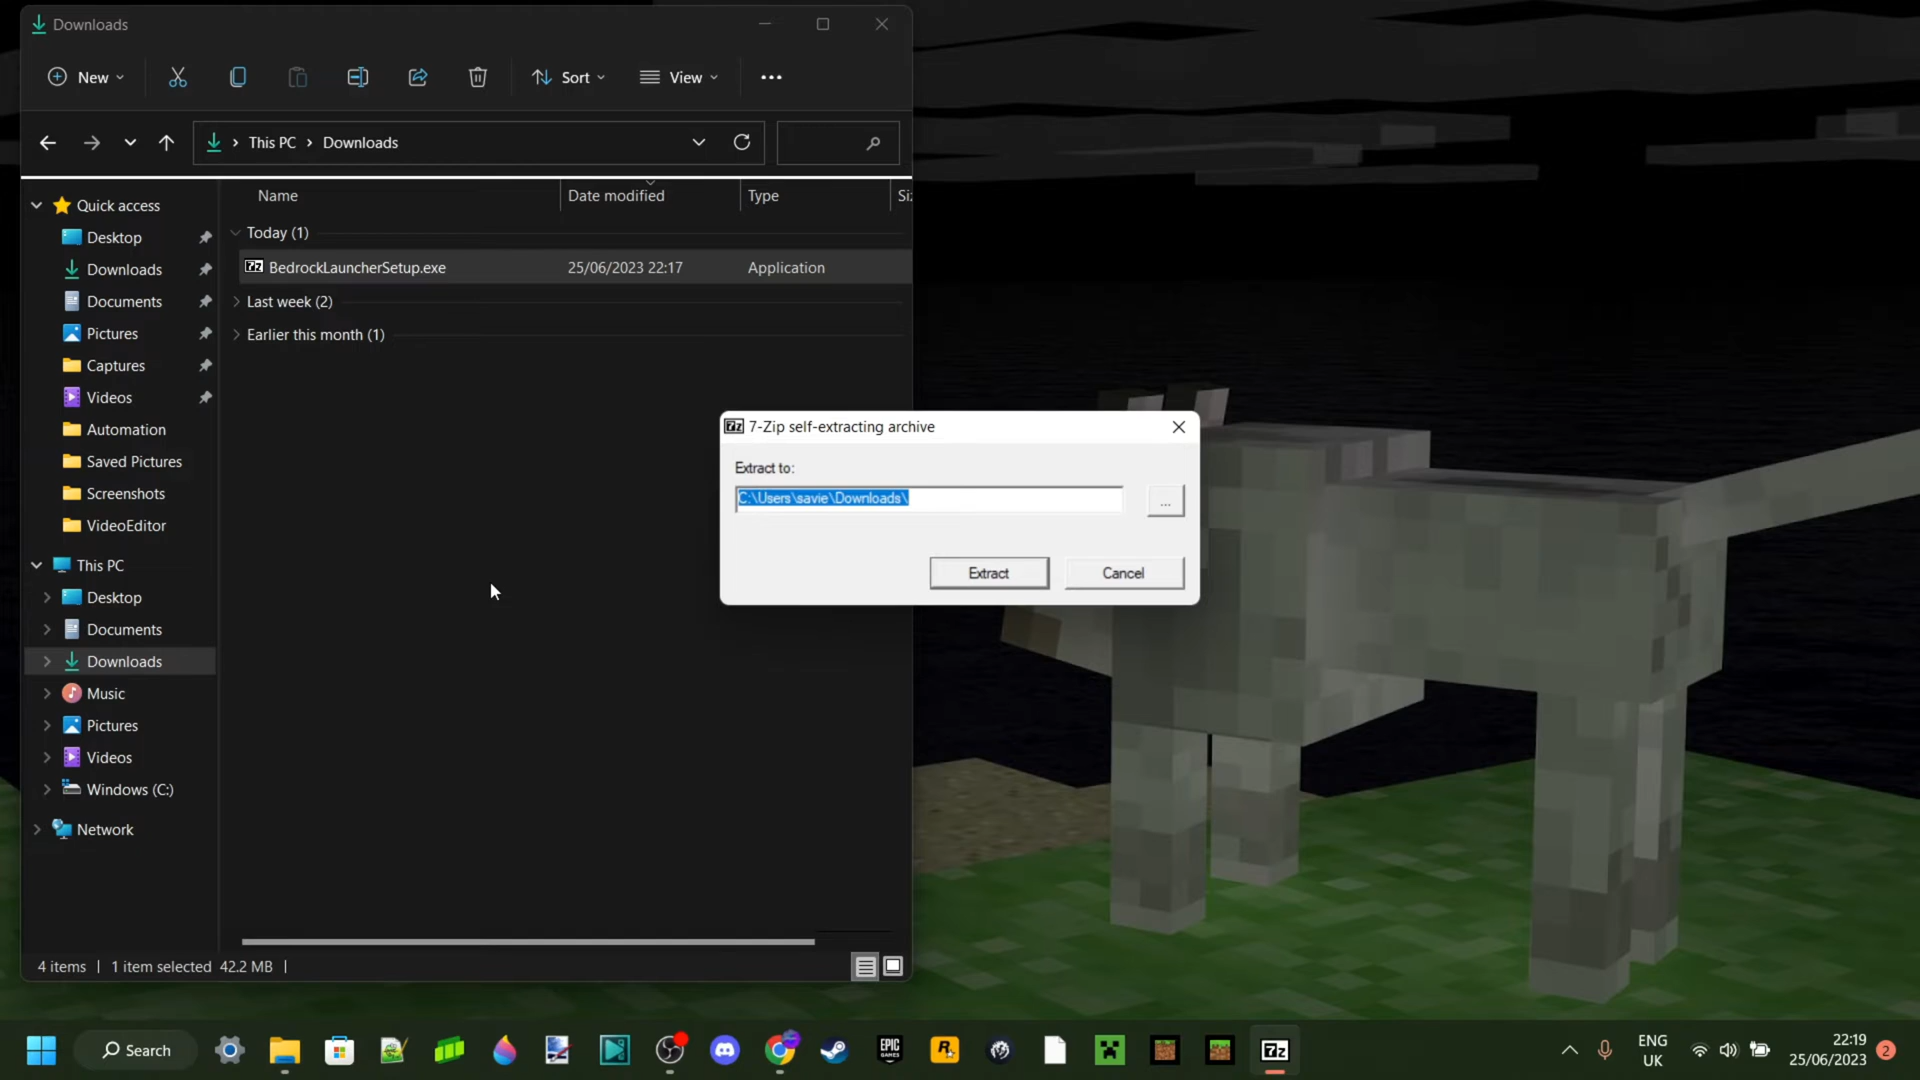 Downloads
New
Sort
View
This PC
Downloads
Name
Date modified
Type
Today (1)
BedrockLauncherSetup.exe
25/06/2023 22:17
Application
Last week (2)
Earlier this month (1)
Quick access
Desktop
Downloads
Documents
Pictures
Captures
Videos
Automation
Saved Pictures
Screenshots
VideoEditor
This PC
Desktop
Documents
Downloads
Music
Pictures
Videos
Windows (C:)
Network
7z 7-Zip self-extracting archive
Extract to:
C:\Users\savie\Downloads\
...
Extract
Cancel
4 items
1 item selected 42.2 MB
Search
EPIC
GAMES
R
7z
ENG
UK
22:19
25/06/2023
2